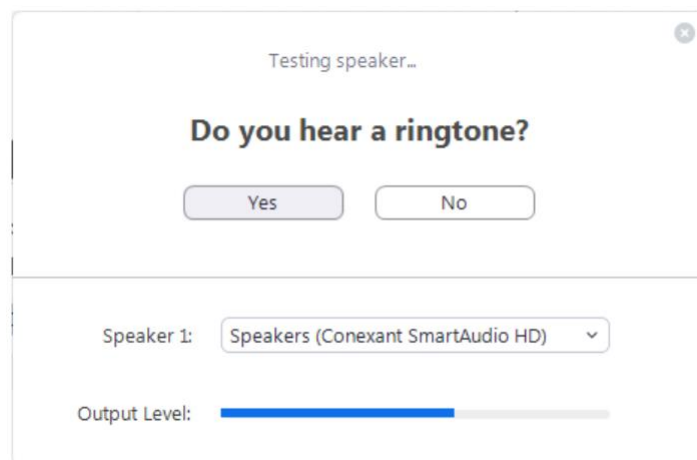 Testing speaker...
Do you hear a ringtone?
Yes No
Speaker 1: Speakers (Conexant SmartAudio HD)
Output Level: